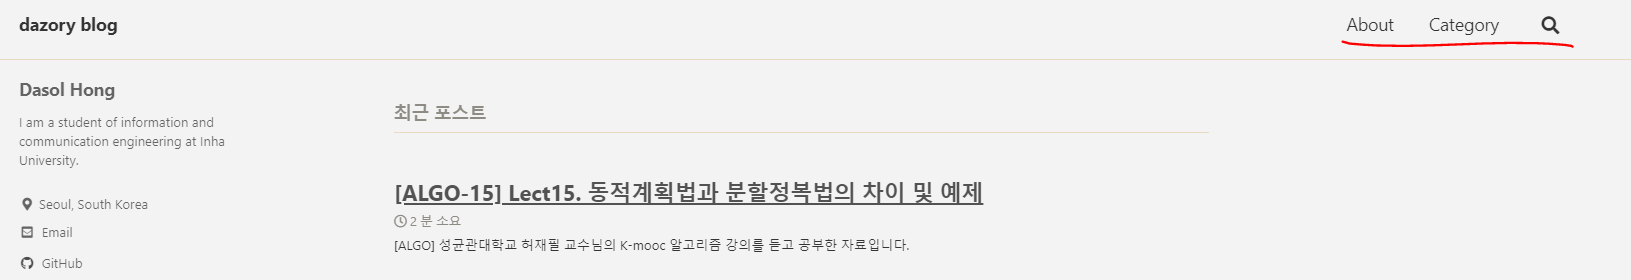 dazory blog
About
Category
Dasol Hong
I am a student of information and
communication engineering at Inha
University.
Seoul, South Korea
Email
GitHub
최근 포스트
[ALGO-15] Lect15. 동적계획법과 분할정복법의 차이 및 예제
2 분 소요
[ALGO] 성균관대학교 허재필 교수님의 K-mooc 알고리즘 강의를 듣고 공부한 자료입니다.